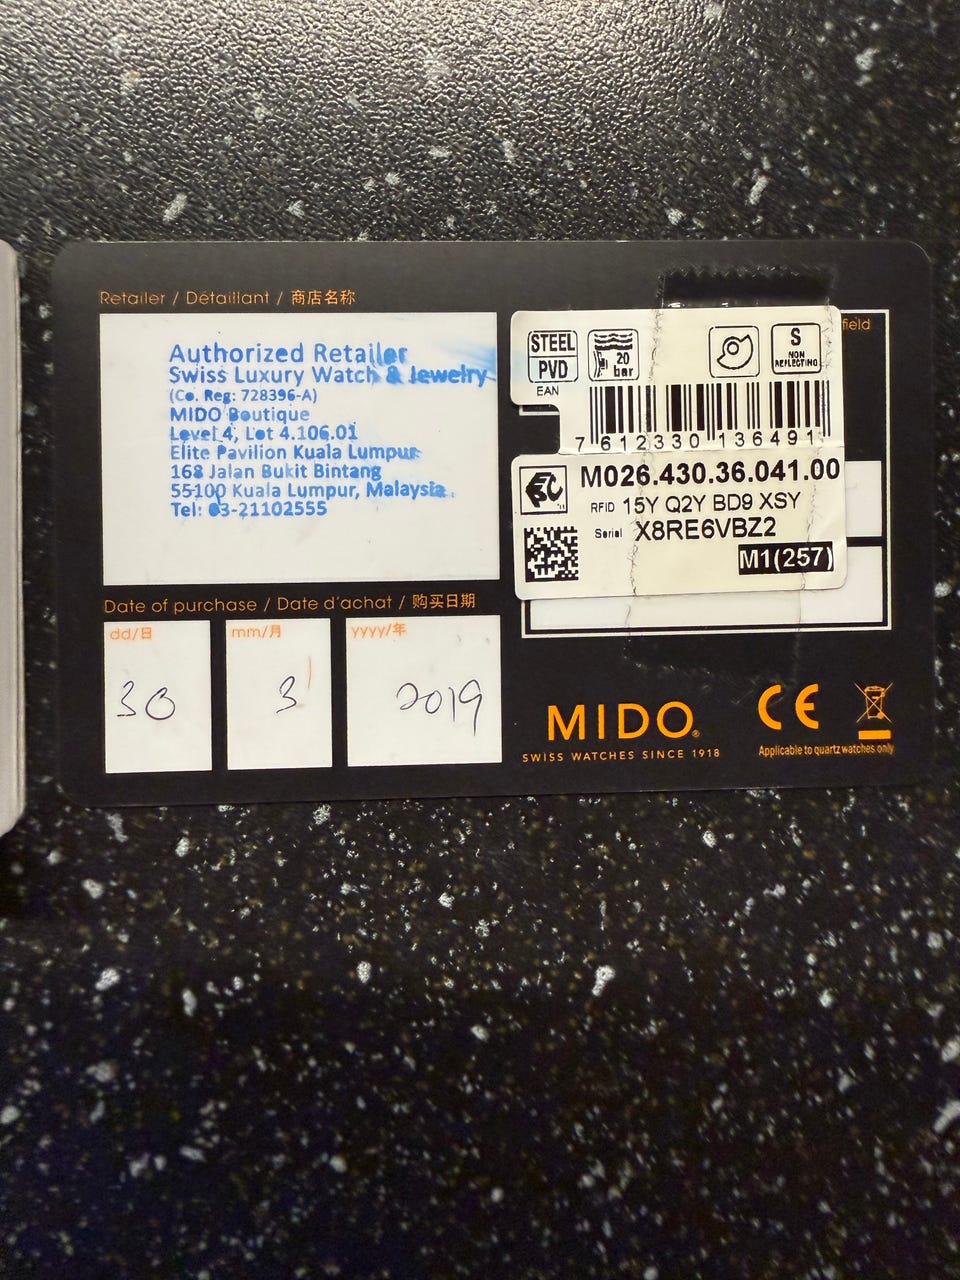 Retailer / Détaillant / 商店名称
Authorized Retailer
Swiss Luxury Watch & Jewelry
(Co. Reg: 728396-A)
MIDO Boutique
Level 4, Lot 4.106.01
Elite Pavilion Kuala Lumpur
168 Jalan Bukit Bintang
55100 Kuala Lumpur, Malaysia.
Tel: 03-21102555
Date of purchase / Date d'achat / 购买日期
dd/日
mm/月
yyyy/年
30
3
2019
field
STEEL
PVD
20
bar
S
NON
REFLECTING
EAN
7 612330 136491
M026.430.36.041.00
RFID 15Y Q2Y BD9 XSY
Serial X8RE6VBZ2
M1(257)
MIDO®
SWISS WATCHES SINCE 1918
CE
Applicable to quartz watches only